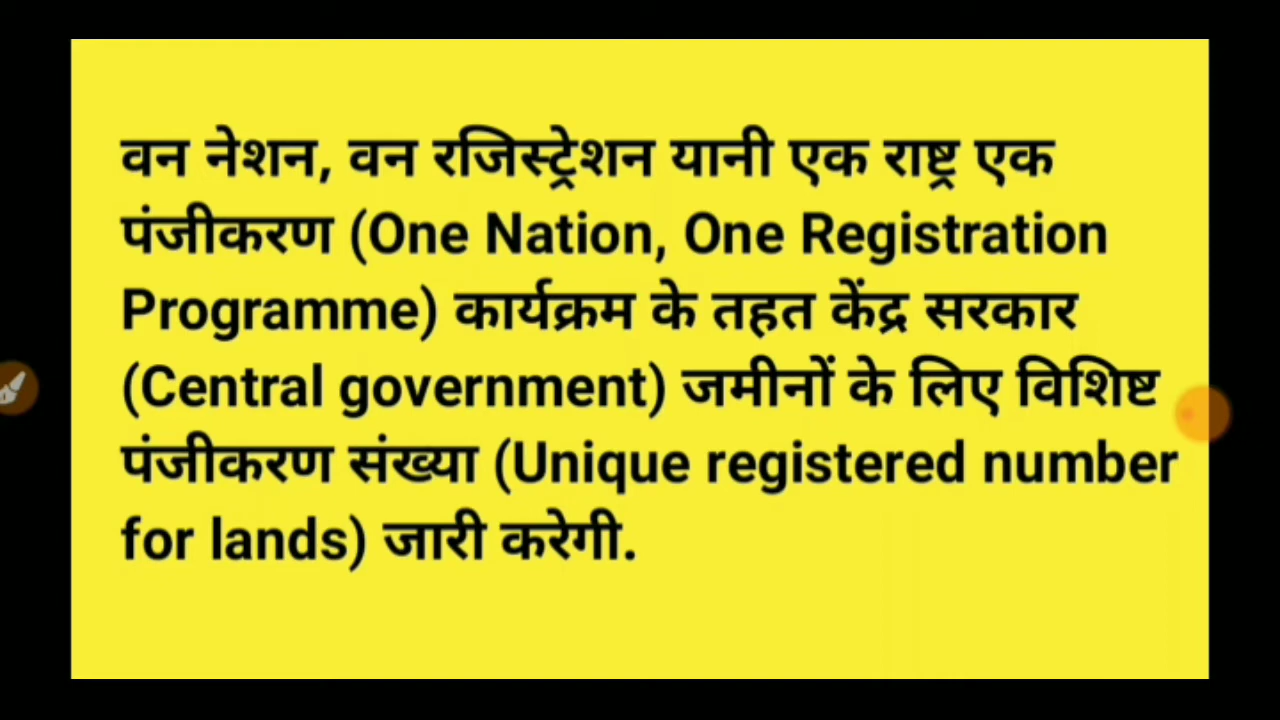 वन नेशन, वन रजिस्ट्रेशन यानी एक राष्ट्र एक
पंजीकरण (One Nation, One Registration
Programme) कार्यक्रम के तहत केंद्र सरकार
(Central government) जमीनों के लिए विशिष्ट
पंजीकरण संख्या (Unique registered number
for lands) जारी करेगी.